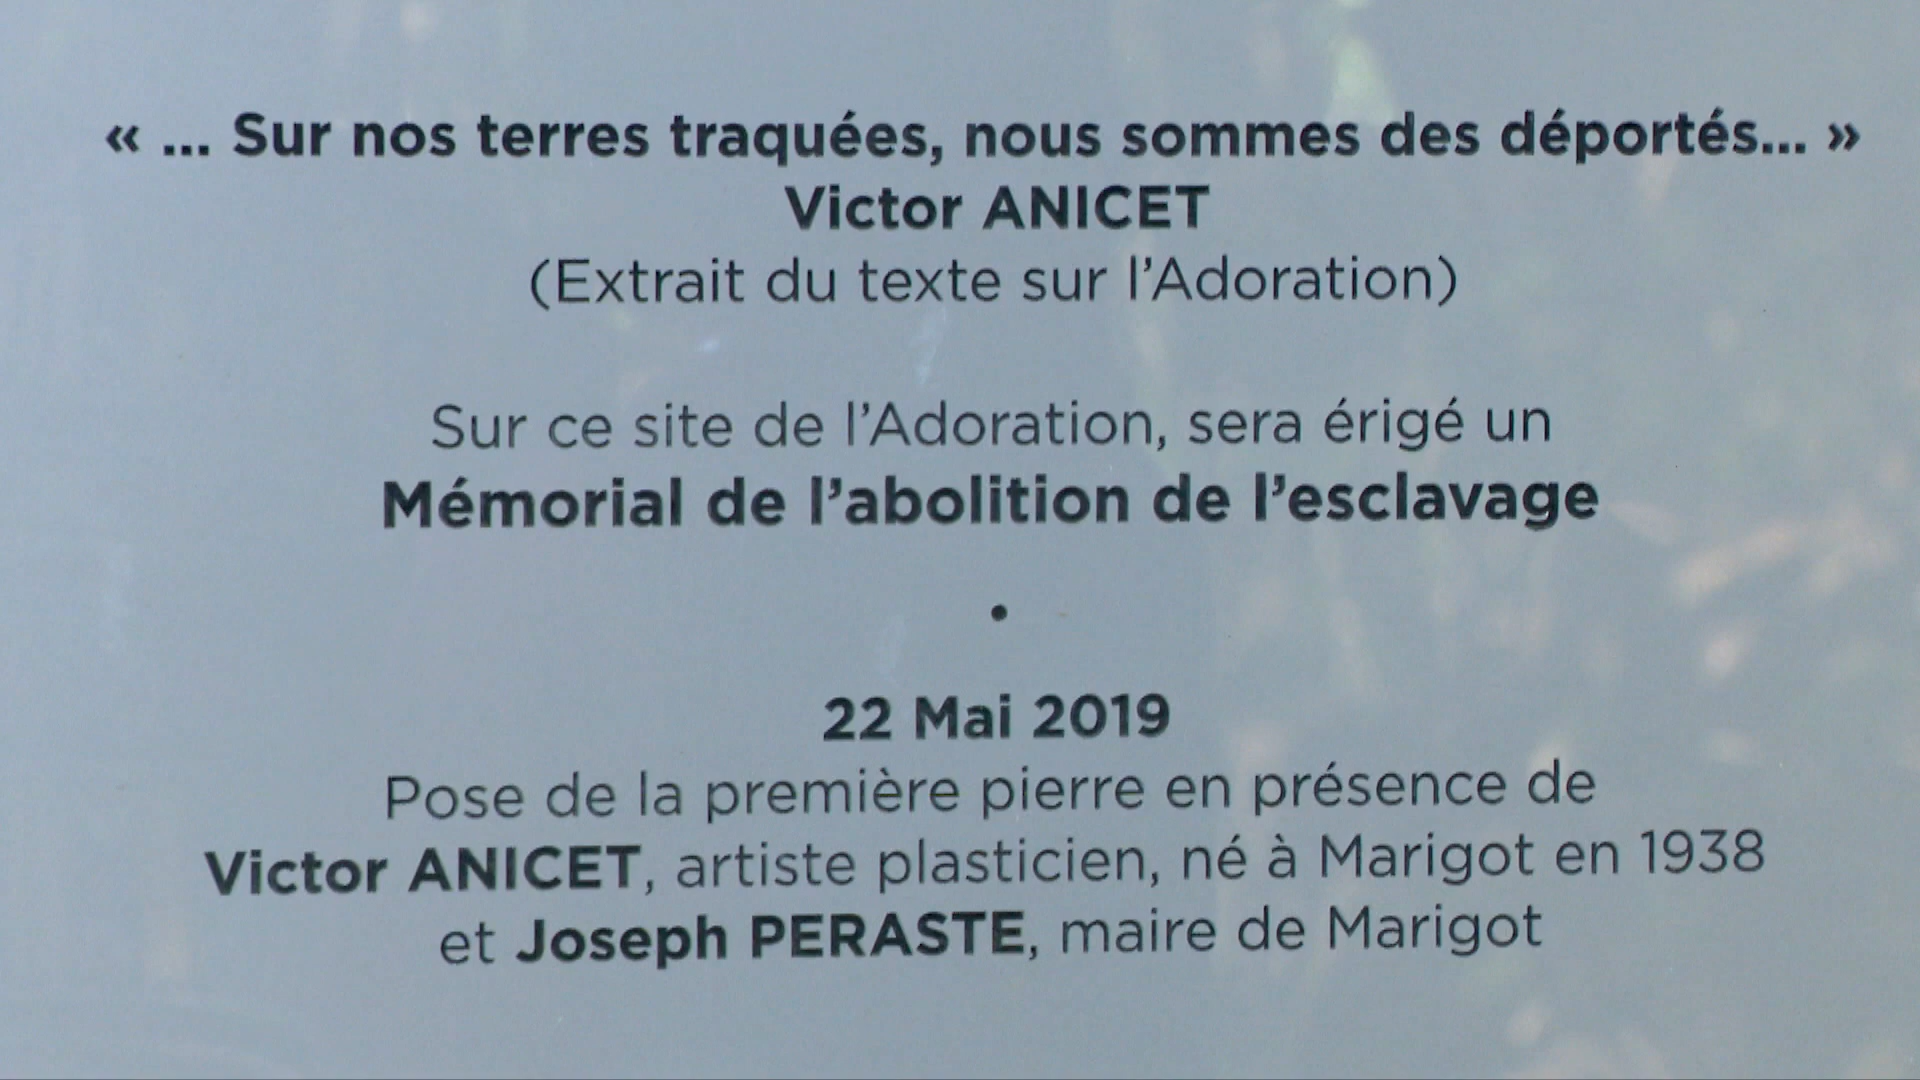 « ... Sur nos terres traquées, nous sommes des déportés... »
Victor ANICET
(Extrait du texte sur l’Adoration)
Sur ce site de l’Adoration, sera érigé un
Mémorial de l’abolition de l’esclavage
•
22 Mai 2019
Pose de la première pierre en présence de
Victor ANICET, artiste plasticien, né à Marigot en 1938
et Joseph PERASTE, maire de Marigot